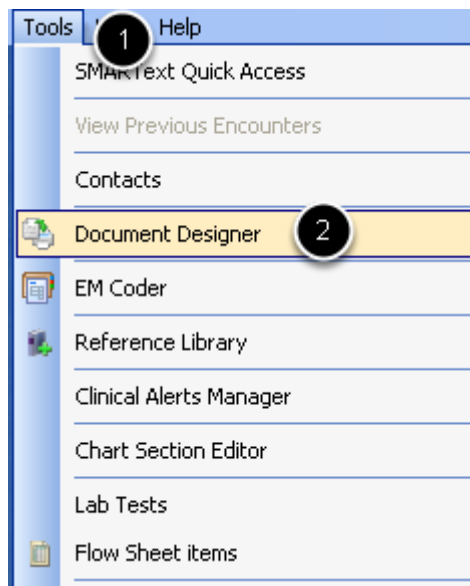 Tools Help
1
SMARText Quick Access
View Previous Encounters
Contacts
Document Designer 2
EM Coder
Reference Library
Clinical Alerts Manager
Chart Section Editor
Lab Tests
Flow Sheet items